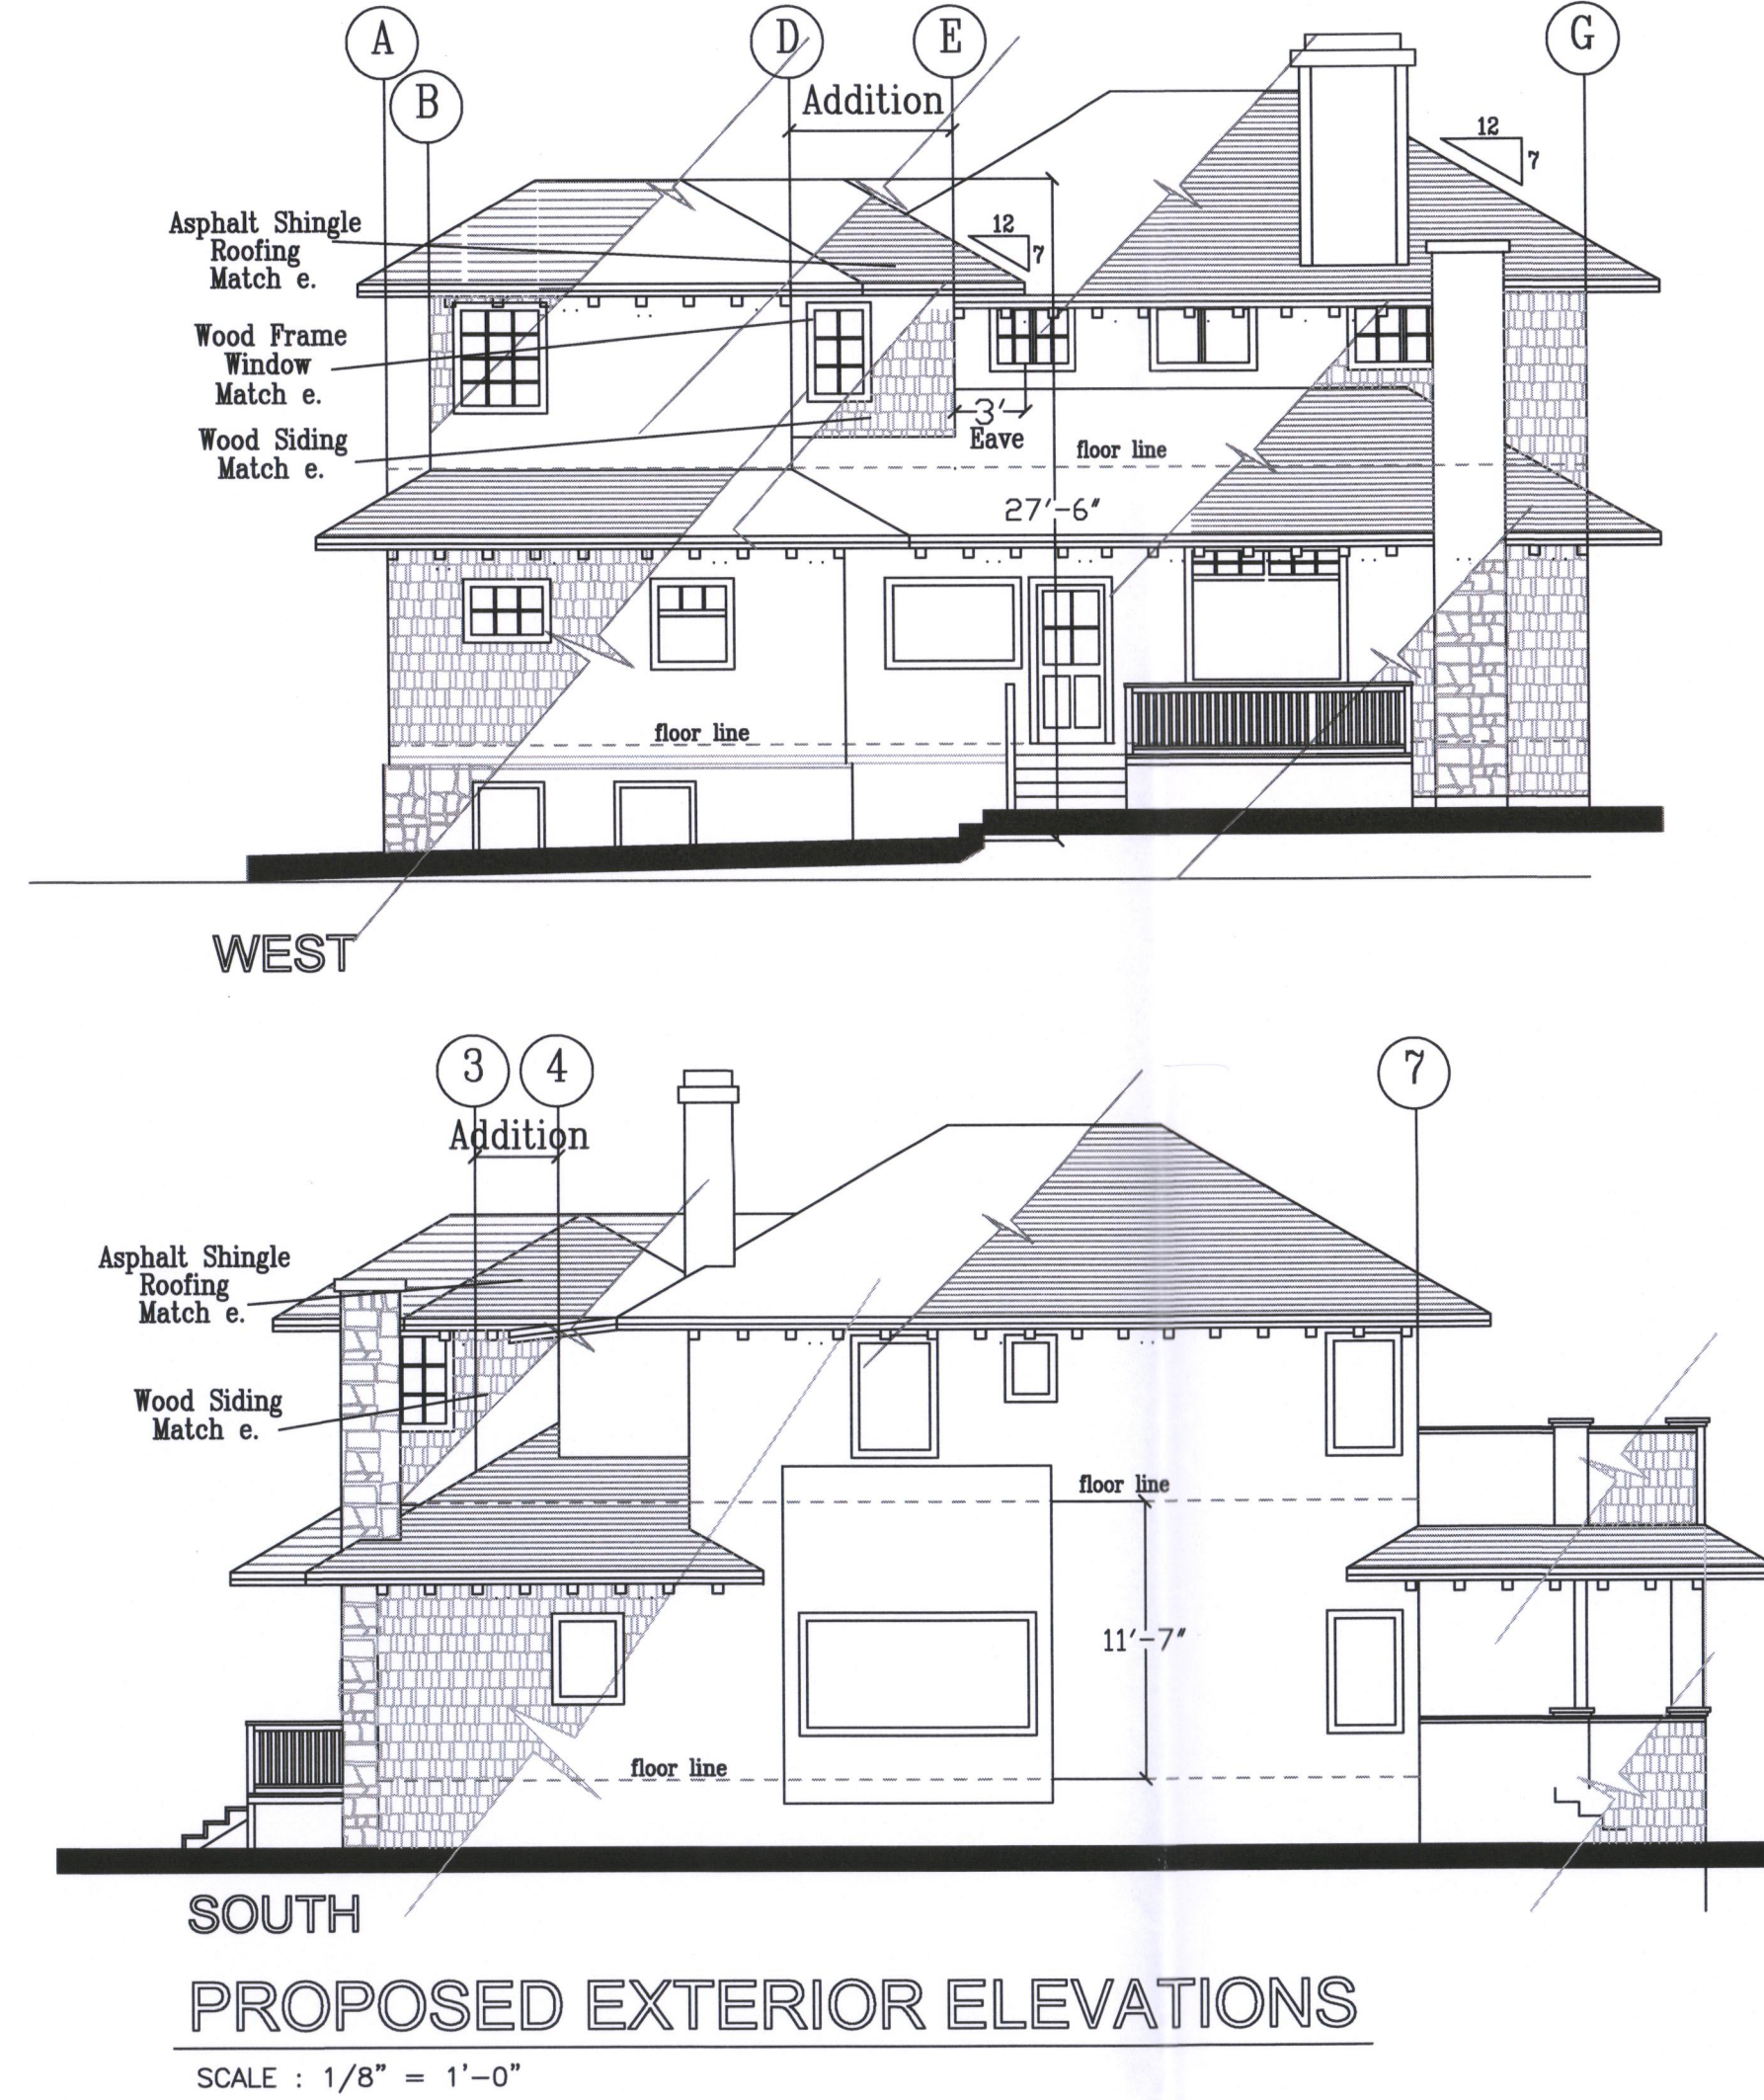 A
D
E
G
B
Addition
12
7
Asphalt Shingle
Roofing
Match e.
12
7
Wood Frame
Window
Match e.
3'
Eave
Wood Siding
Match e.
floor line
27'-6"
floor line
WEST
3
4
7
Addition
Asphalt Shingle
Roofing
Match e.
Wood Siding
Match e.
floor line
11'-7"
floor line
SOUTH
PROPOSED EXTERIOR ELEVATIONS
SCALE : 1/8" = 1'-0"